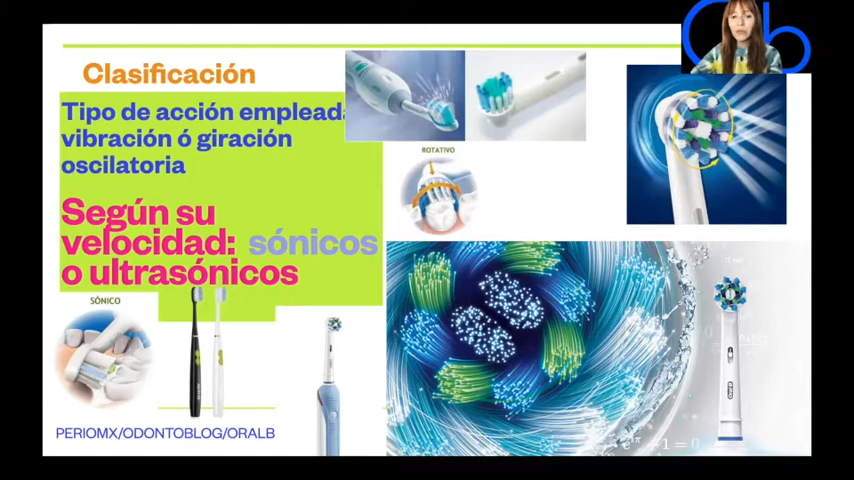 Clasificación
Tipo de acción empleada
vibración ó giración
oscilatoria
Según su
velocidad: sónicos
o ultrasónicos
ROTATIVO
SÓNICO
PERIOMX/ODONTOBLOG/ORALB